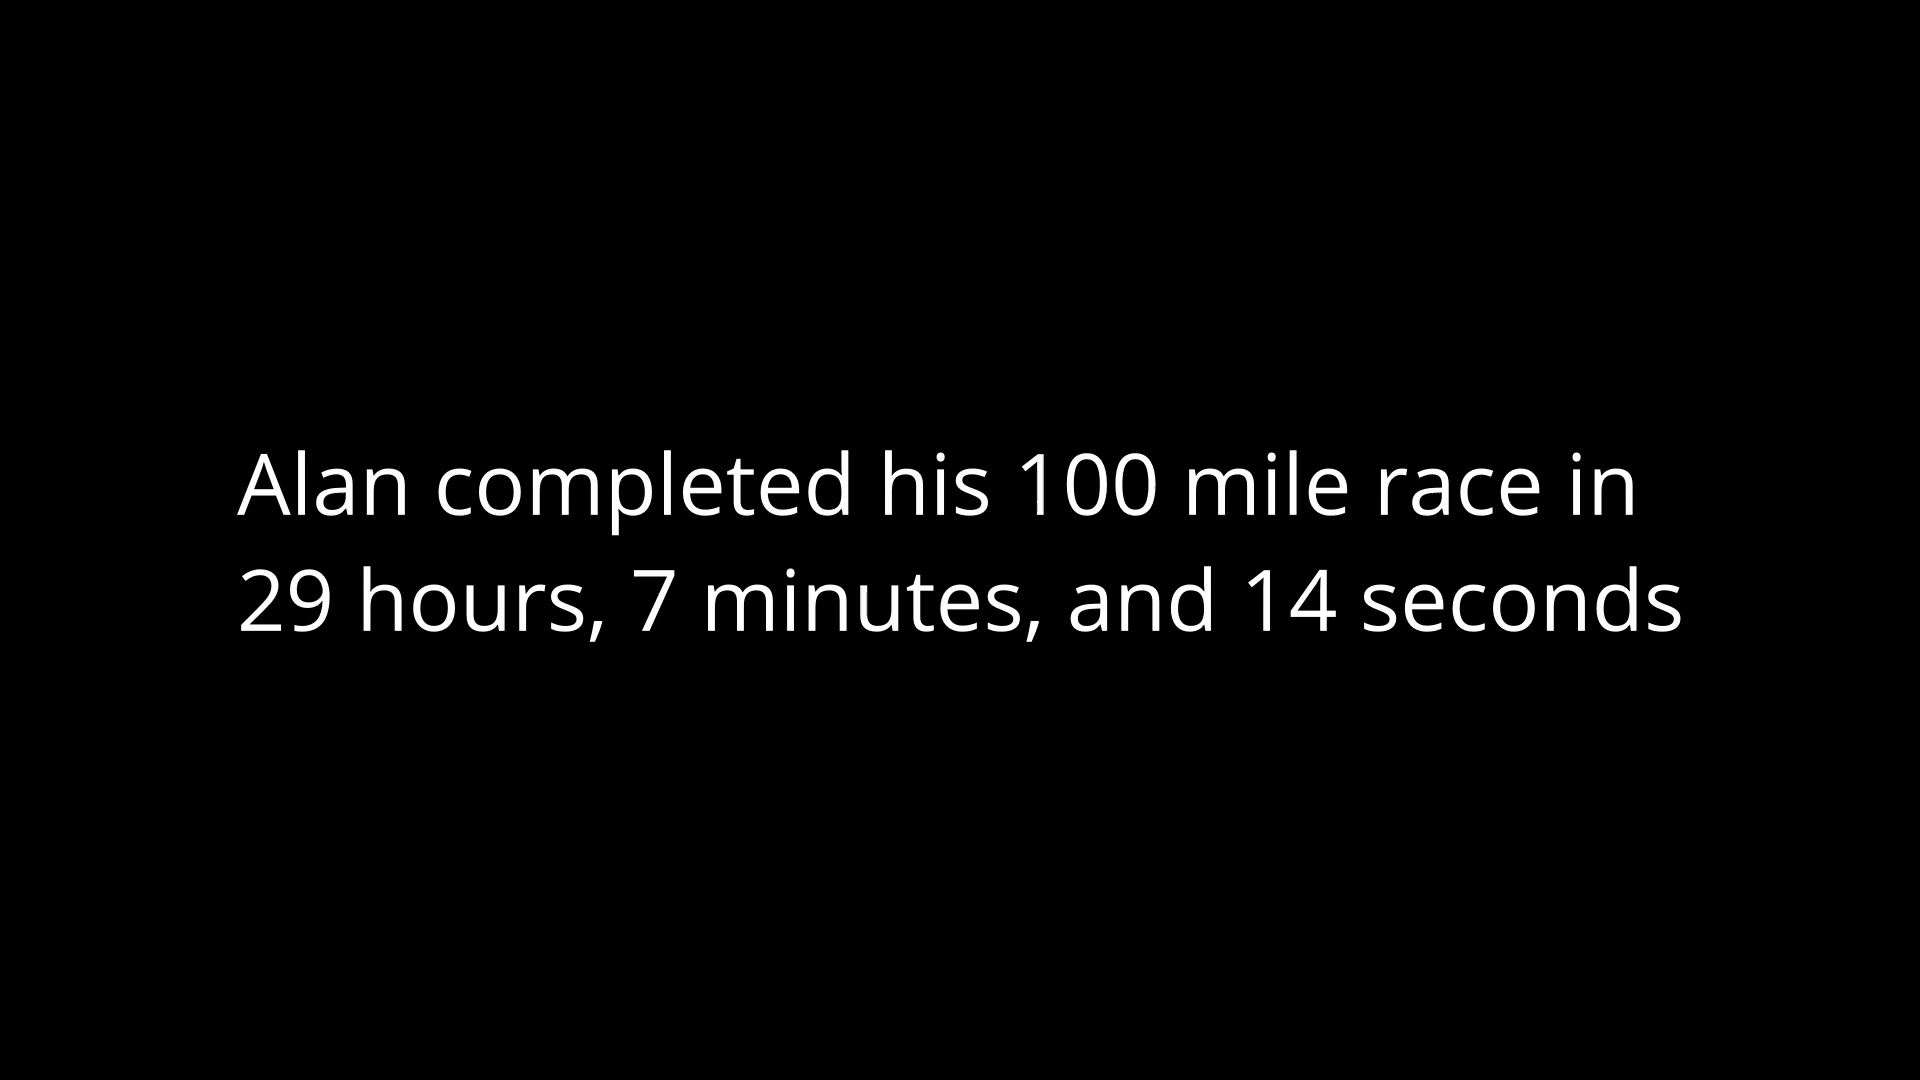 Alan completed his 100 mile race in
29 hours, 7 minutes, and 14 seconds